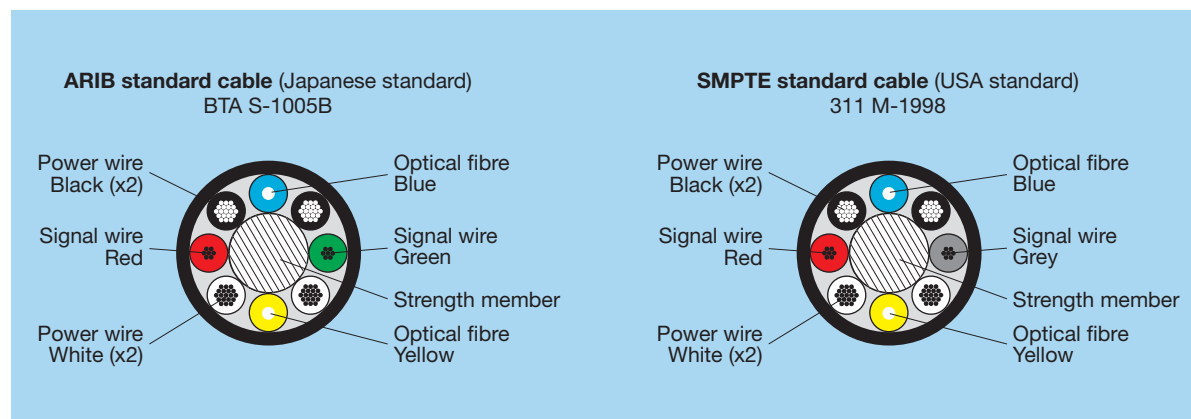 ARIB standard cable (Japanese standard)
BTA S-1005B
Power wire
Black (x2)
Optical fibre
Blue
Signal wire
Red
Signal wire
Green
Strength member
Power wire
White (x2)
Optical fibre
Yellow
SMPTE standard cable (USA standard)
311 M-1998
Power wire
Black (x2)
Optical fibre
Blue
Signal wire
Red
Signal wire
Grey
Strength member
Power wire
White (x2)
Optical fibre
Yellow